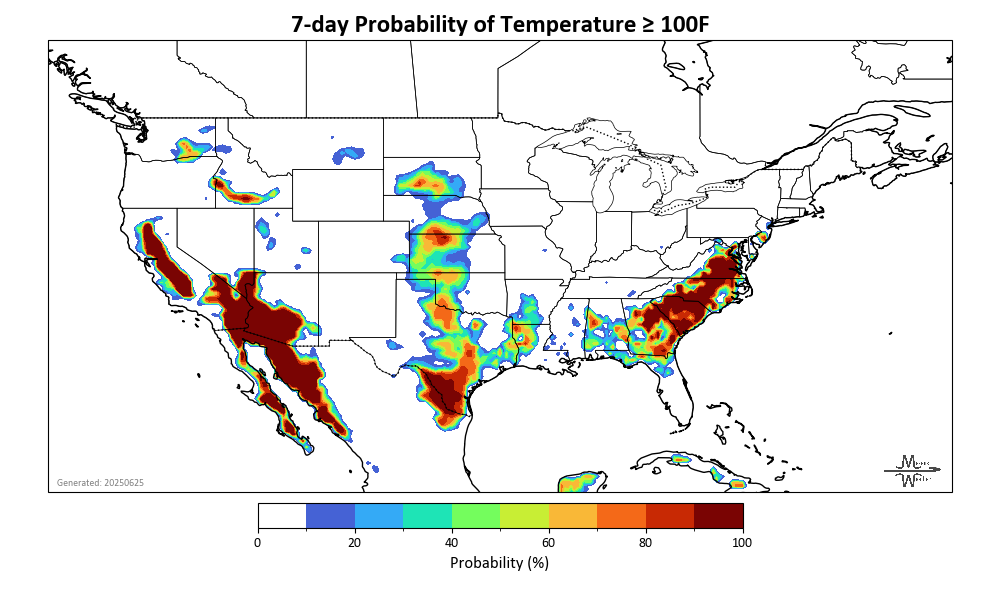 7-day Probability of Temperature ≥ 100F
Generated: 20250625
0 20 40 60 80 100
Probability (%)